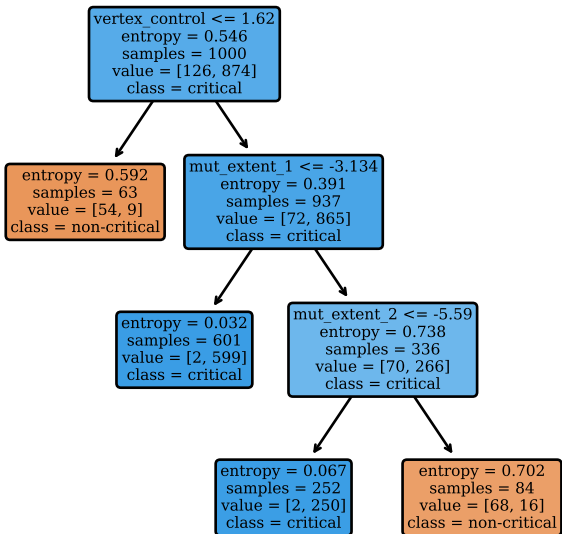 vertex_control <= 1.62
entropy = 0.546
samples = 1000
value = [126, 874]
class = critical
entropy = 0.592
samples = 63
value = [54, 9]
class = non-critical
mut_extent_1 <= -3.134
entropy = 0.391
samples = 937
value = [72, 865]
class = critical
entropy = 0.032
samples = 601
value = [2, 599]
class = critical
mut_extent_2 <= -5.59
entropy = 0.738
samples = 336
value = [70, 266]
class = critical
entropy = 0.067
samples = 252
value = [2, 250]
class = critical
entropy = 0.702
samples = 84
value = [68, 16]
class = non-critical